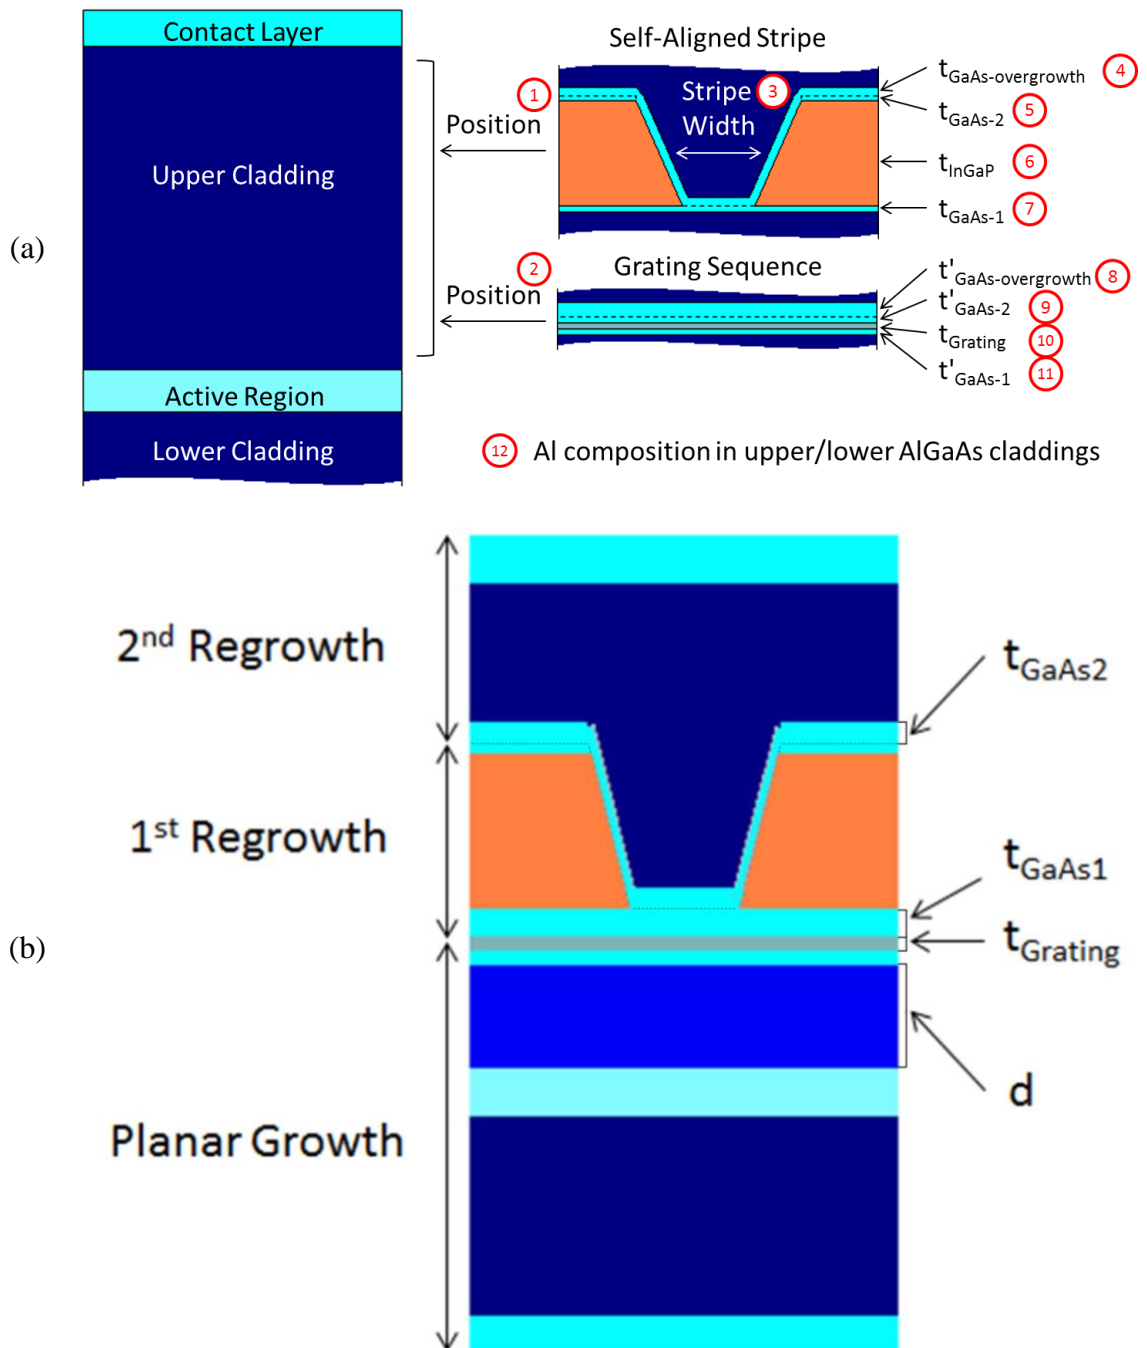 Contact Layer
Upper Cladding
Active Region
Lower Cladding
(a)
Self-Aligned Stripe
1
Position
Stripe 3
Width
tGaAs-overgrowth 4
tGaAs-2 5
tInGaP 6
tGaAs-1 7
2
Position
Grating Sequence
t'GaAs-overgrowth 8
t'GaAs-2 9
tGrating 10
t'GaAs-1 11
12 Al composition in upper/lower AlGaAs claddings
(b)
2nd Regrowth
1st Regrowth
Planar Growth
tGaAs2
tGaAs1
tGrating
d